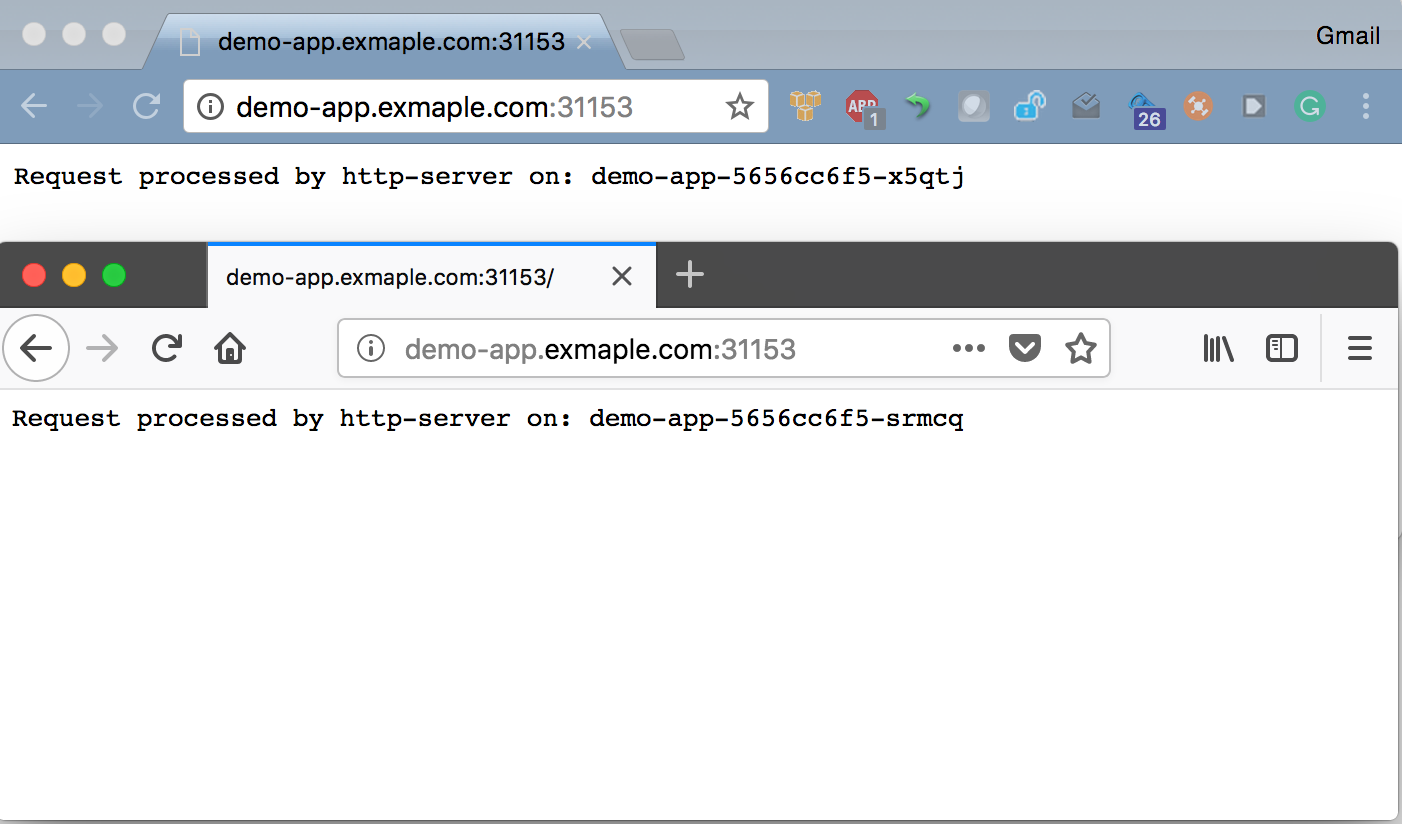 demo-app.exmaple.com:31153
Gmail
demo-app.exmaple.com:31153
ABP
1
26
G
Request processed by http-server on: demo-app-5656cc6f5-x5qtj
demo-app.exmaple.com:31153/
demo-app.exmaple.com:31153
Request processed by http-server on: demo-app-5656cc6f5-srmcq